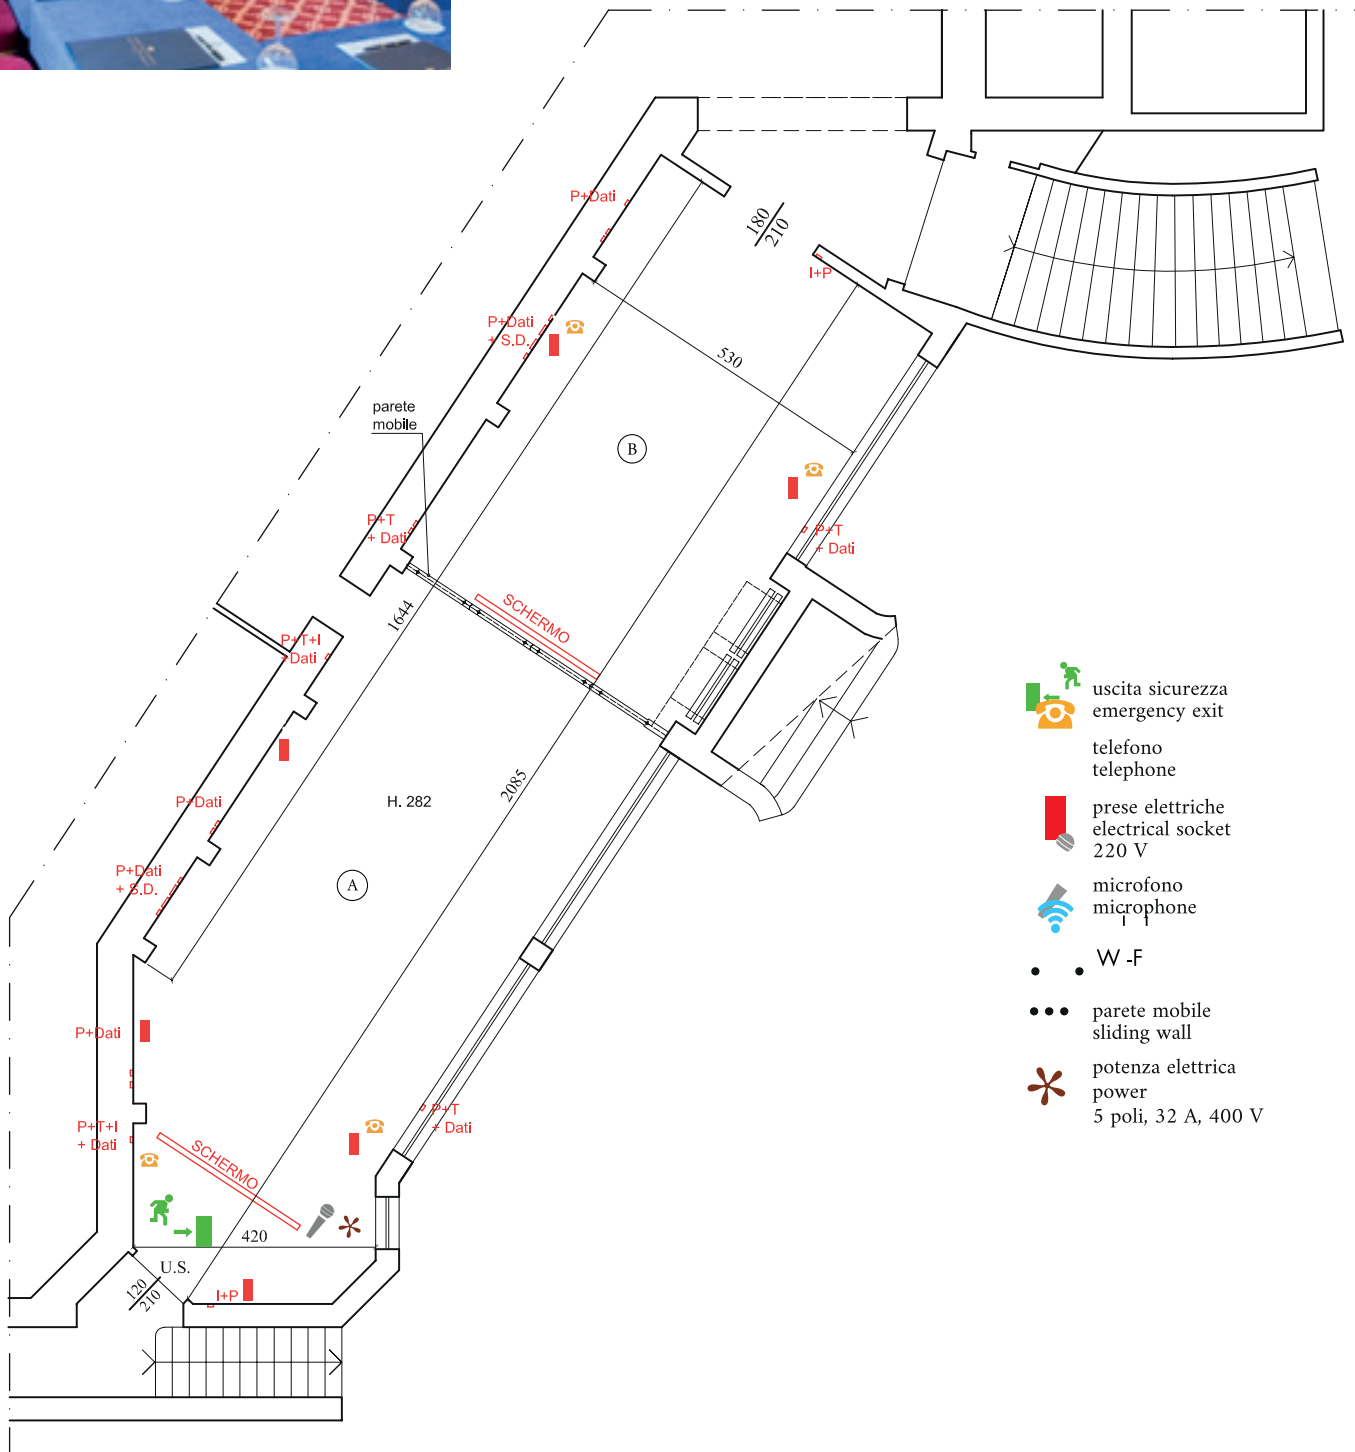 P+Dati
180
210
I+P
P+Dati
+ S.D.
530
parete
mobile
B
P+T
+ Dati
P+T
+ Dati
SCHERMO
1644
P+T+I
+Dati
2085
H. 282
P+Dati
P+Dati
+ S.D.
A
P+Dati
P+T
+ Dati
P+T+I
+ Dati
SCHERMO
420
U.S.
120
210
I+P
uscita sicurezza
emergency exit
telefono
telephone
prese elettriche
electrical socket
220 V
microfono
microphone
W -F
parete mobile
sliding wall
potenza elettrica
power
5 poli, 32 A, 400 V